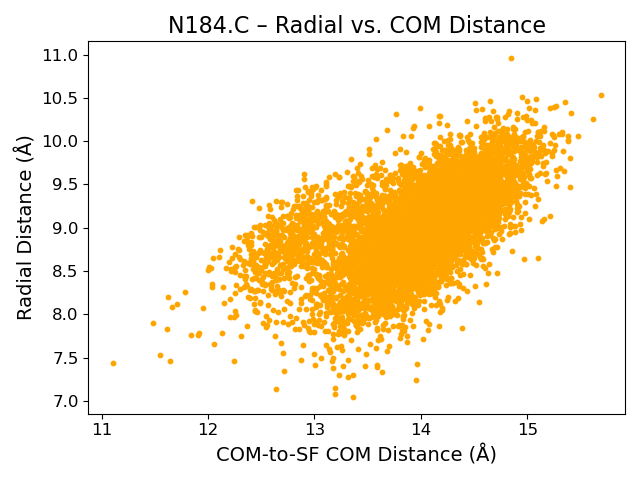 N184.C – Radial vs. COM Distance
Radial Distance (Å)
11.0
10.5
10.0
9.5
9.0
8.5
8.0
7.5
7.0
11 12 13 14 15
COM-to-SF COM Distance (Å)